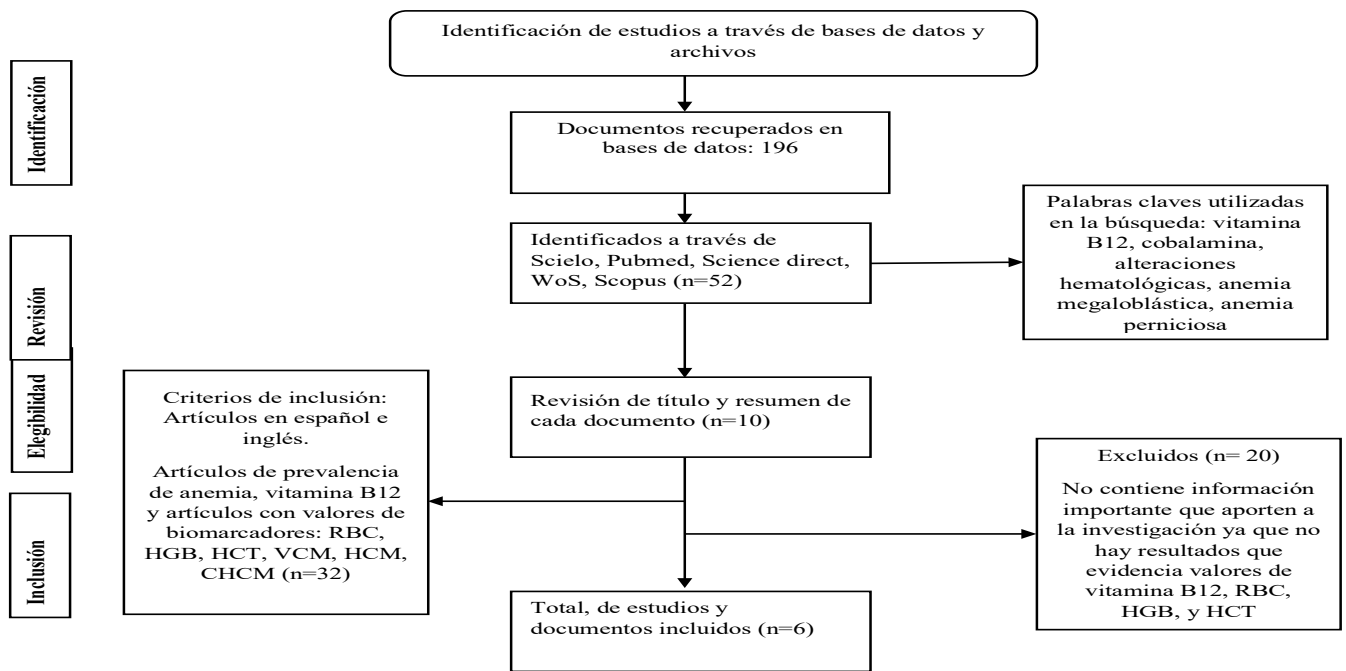 Identificación de estudios a través de bases de datos y
archivos
Identificación
Documentos recuperados en
bases de datos: 196
Revisión
Identificados a través de
Scielo, Pubmed, Science direct,
WoS, Scopus (n=52)
Palabras claves utilizadas
en la búsqueda: vitamina
B12, cobalamina,
alteraciones
hematológicas, anemia
megaloblástica, anemia
perniciosa
Elegibilidad
Revisión de título y resumen de
cada documento (n=10)
Criterios de inclusión:
Artículos en español e
inglés.
Artículos de prevalencia
de anemia, vitamina B12
y artículos con valores de
biomarcadores: RBC,
HGB, HCT, VCM, HCM,
CHCM (n=32)
Excluidos (n= 20)
No contiene información
importante que aporten a
la investigación ya que no
hay resultados que
evidencia valores de
vitamina B12, RBC,
HGB, y HCT
Inclusión
Total, de estudios y
documentos incluidos (n=6)